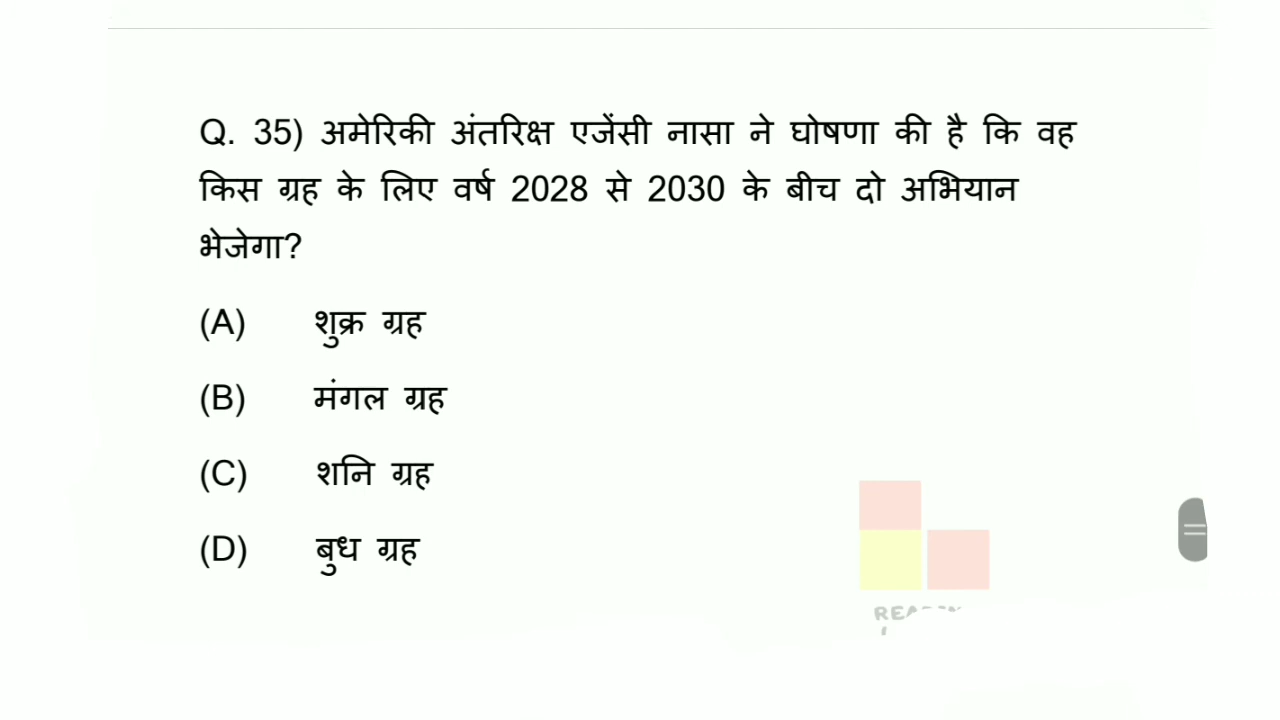 Q. 35) अमेरिकी अंतरिक्ष एजेंसी नासा ने घोषणा की है कि वह
किस ग्रह के लिए वर्ष 2028 से 2030 के बीच दो अभियान
भेजेगा?
(A) शुक्र ग्रह
(B) मंगल ग्रह
(C) शनि ग्रह
(D) बुध ग्रह